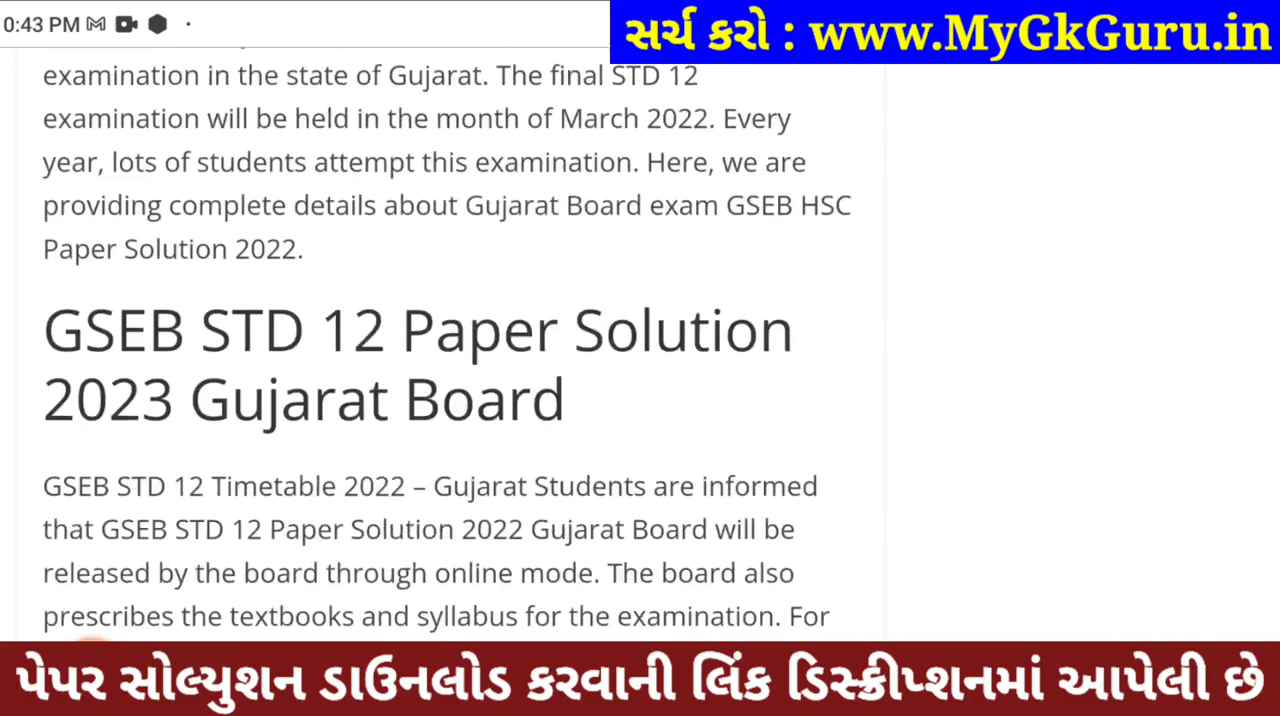 0:43 PM
સર્ચ કરો : www.MyGkGuru.in
examination in the state of Gujarat. The final STD 12
examination will be held in the month of March 2022. Every
year, lots of students attempt this examination. Here, we are
providing complete details about Gujarat Board exam GSEB HSC
Paper Solution 2022.
GSEB STD 12 Paper Solution
2023 Gujarat Board
GSEB STD 12 Timetable 2022 – Gujarat Students are informed
that GSEB STD 12 Paper Solution 2022 Gujarat Board will be
released by the board through online mode. The board also
prescribes the textbooks and syllabus for the examination. For
પેપર સોલ્યુશન ડાઉનલોડ કરવાની લિંક ડિસ્ક્રીપ્શનમાં આપેલી છે